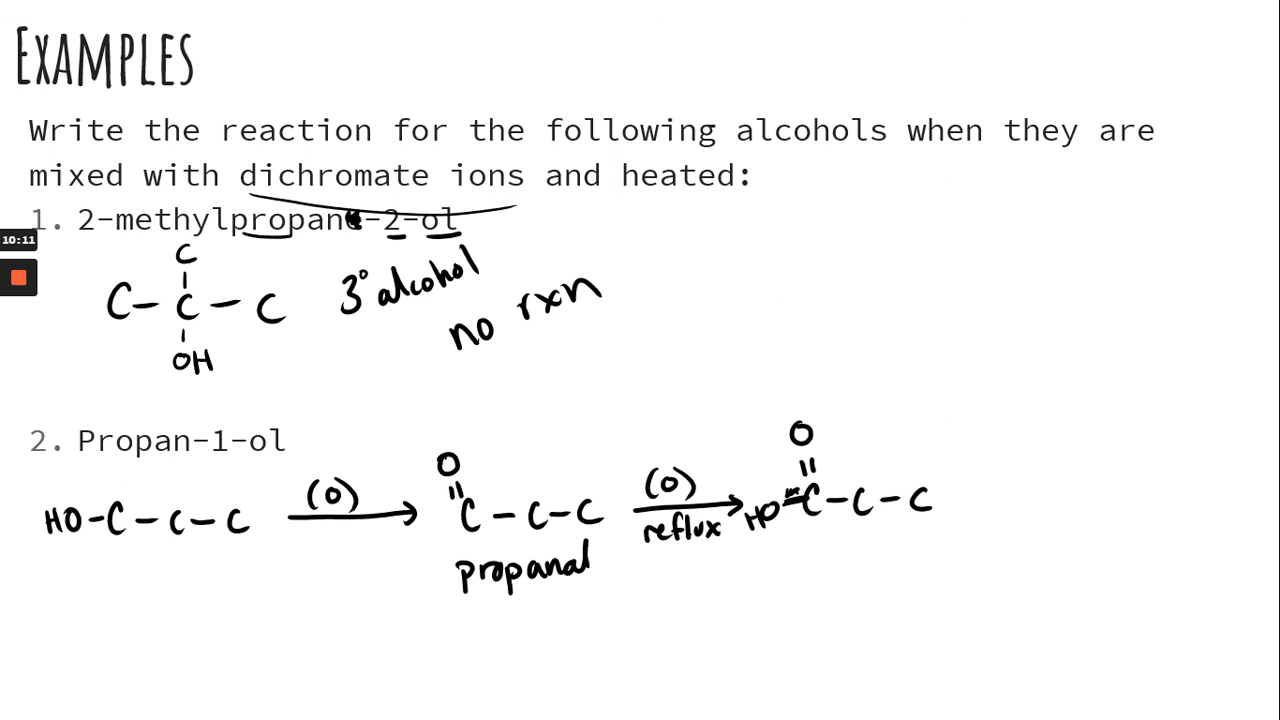 EXAMPLES
Write the reaction for the following alcohols when they are
mixed with dichromate ions and heated:
1. 2-methylpropan-2-ol
10:11
C
C - C - C
OH
3° alcohol
no rxn
2. Propan-1-ol
O
O
HO-C-C-C
(O)
C-C-C
(O)
reflux
HO-C-C-C
propanal